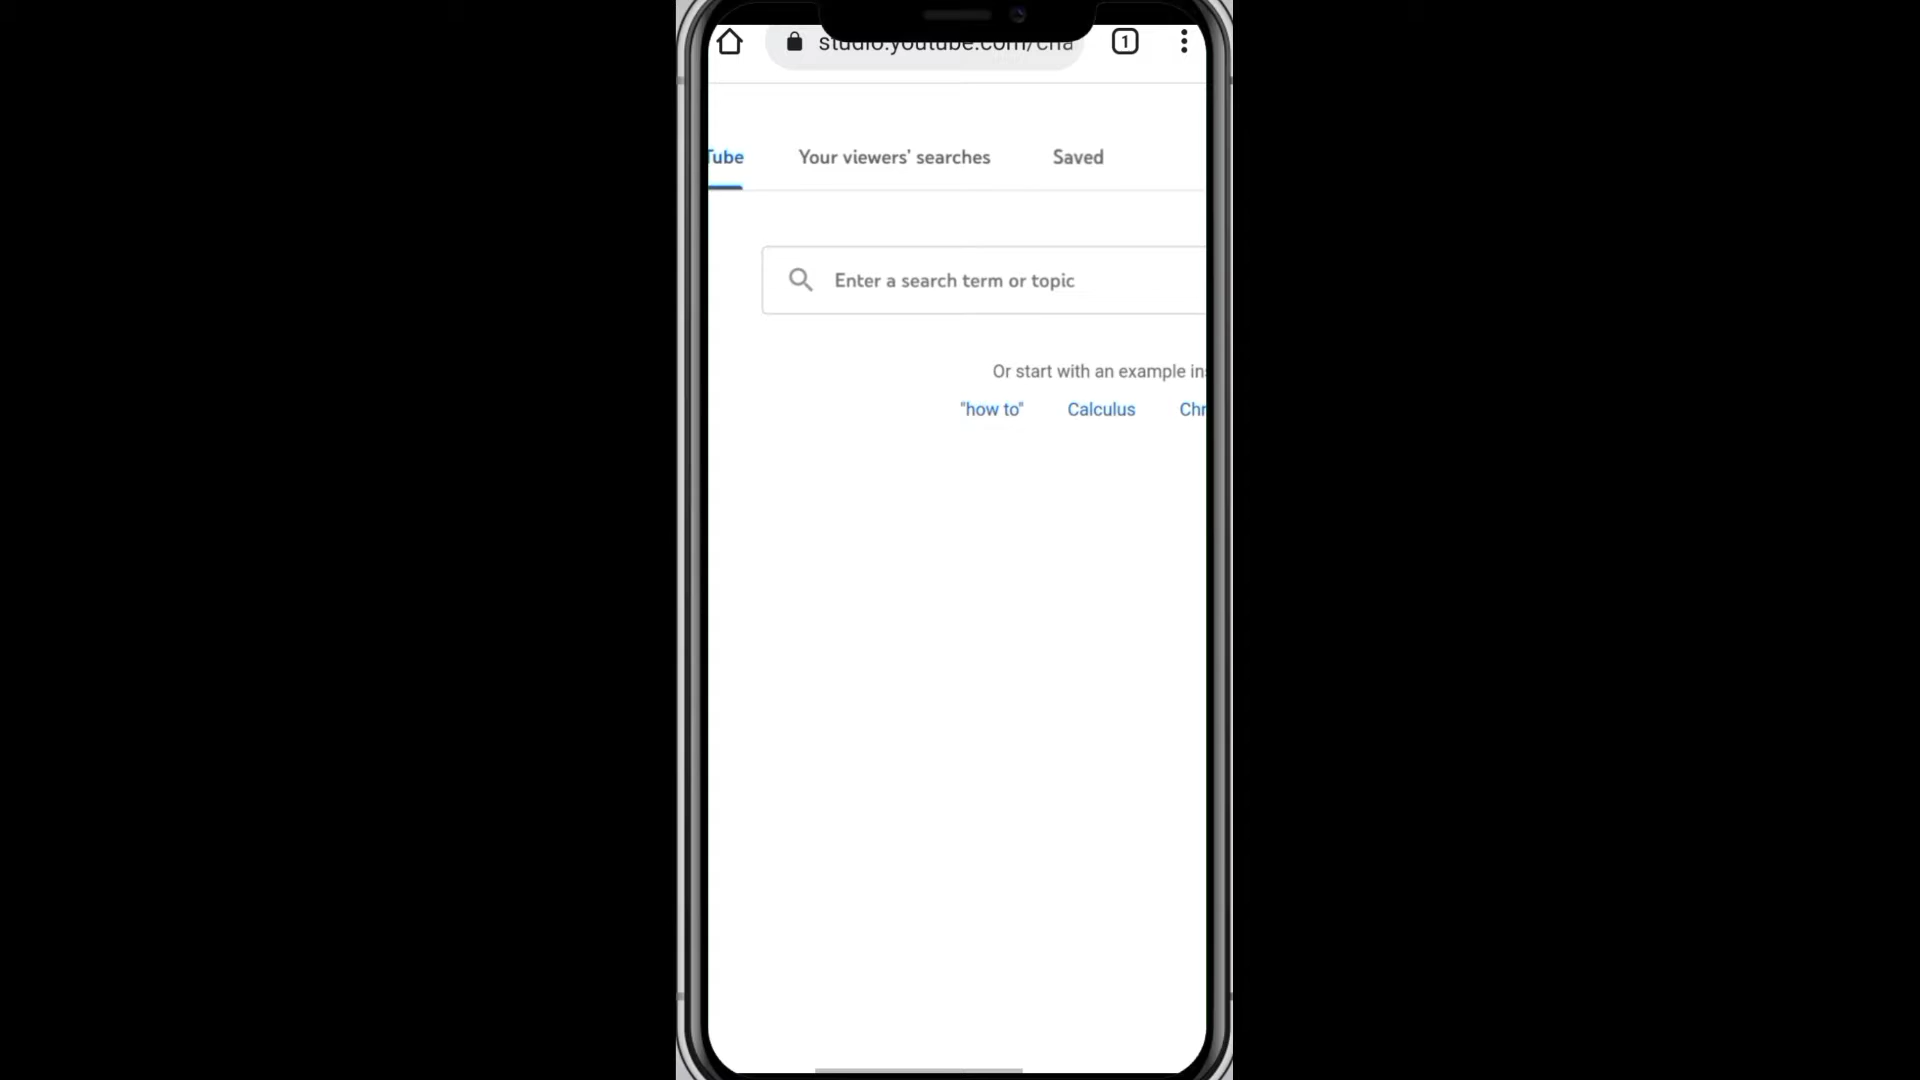 studio.youtube.com/cha 1
Tube Your viewers' searches Saved
Enter a search term or topic
Or start with an example in
"how to" Calculus Chr